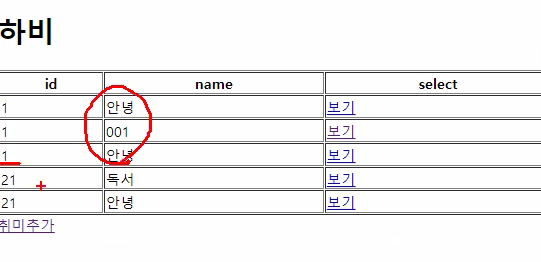 하비
id name select
1 안녕 보기
1 001 보기
1 안녕 보기
21 독서 보기
21 안녕 보기
취미추가